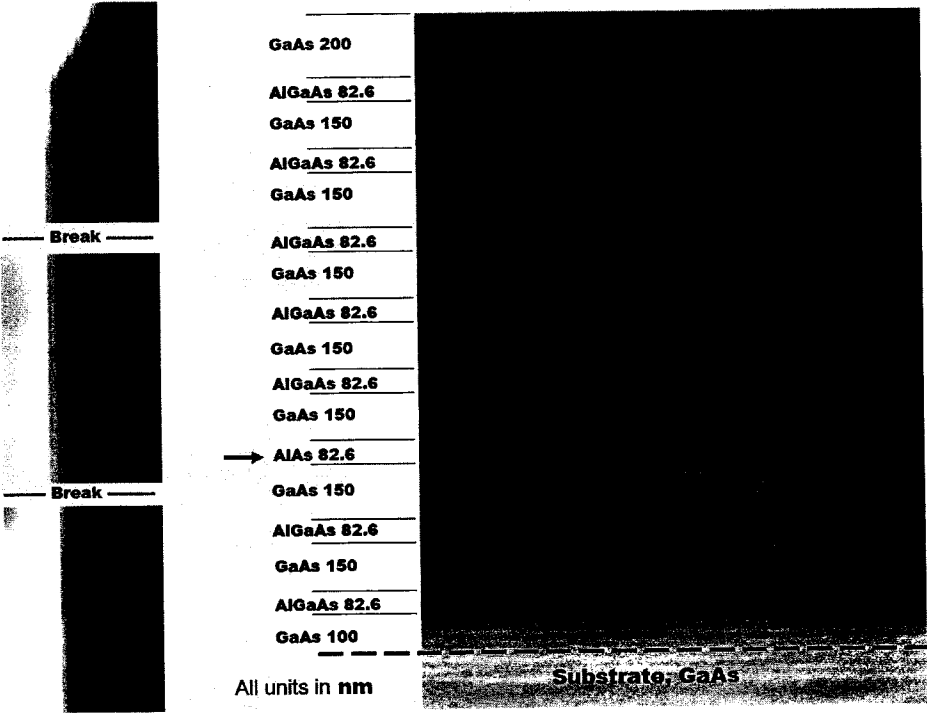 GaAs 200
AlGaAs 82.6
GaAs 150
AlGaAs 82.6
GaAs 150
Break
AlGaAs 82.6
GaAs 150
AlGaAs 82.6
GaAs 150
AlGaAs 82.6
GaAs 150
AlAs 82.6
GaAs 150
Break
AlGaAs 82.6
GaAs 150
AlGaAs 82.6
GaAs 100
Substrate, GaAs
All units in nm